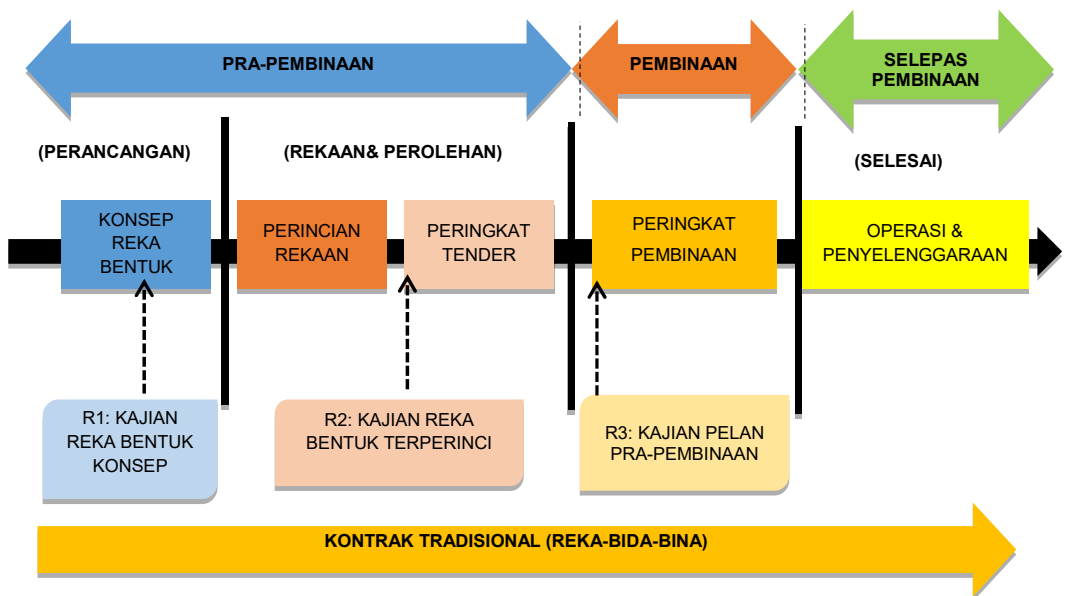 PRA-PEMBINAAN
PEMBINAAN
SELEPAS
PEMBINAAN
(PERANCANGAN)
(REKAAN& PEROLEHAN)
(SELESAI)
KONSEP
REKA
BENTUK
PERINCIAN
REKAAN
PERINGKAT
TENDER
PERINGKAT
PEMBINAAN
OPERASI &
PENYELENGGARAAN
R1: KAJIAN
REKA BENTUK
KONSEP
R2: KAJIAN REKA
BENTUK TERPERINCI
R3: KAJIAN PELAN
PRA-PEMBINAAN
KONTRAK TRADISIONAL (REKA-BIDA-BINA)